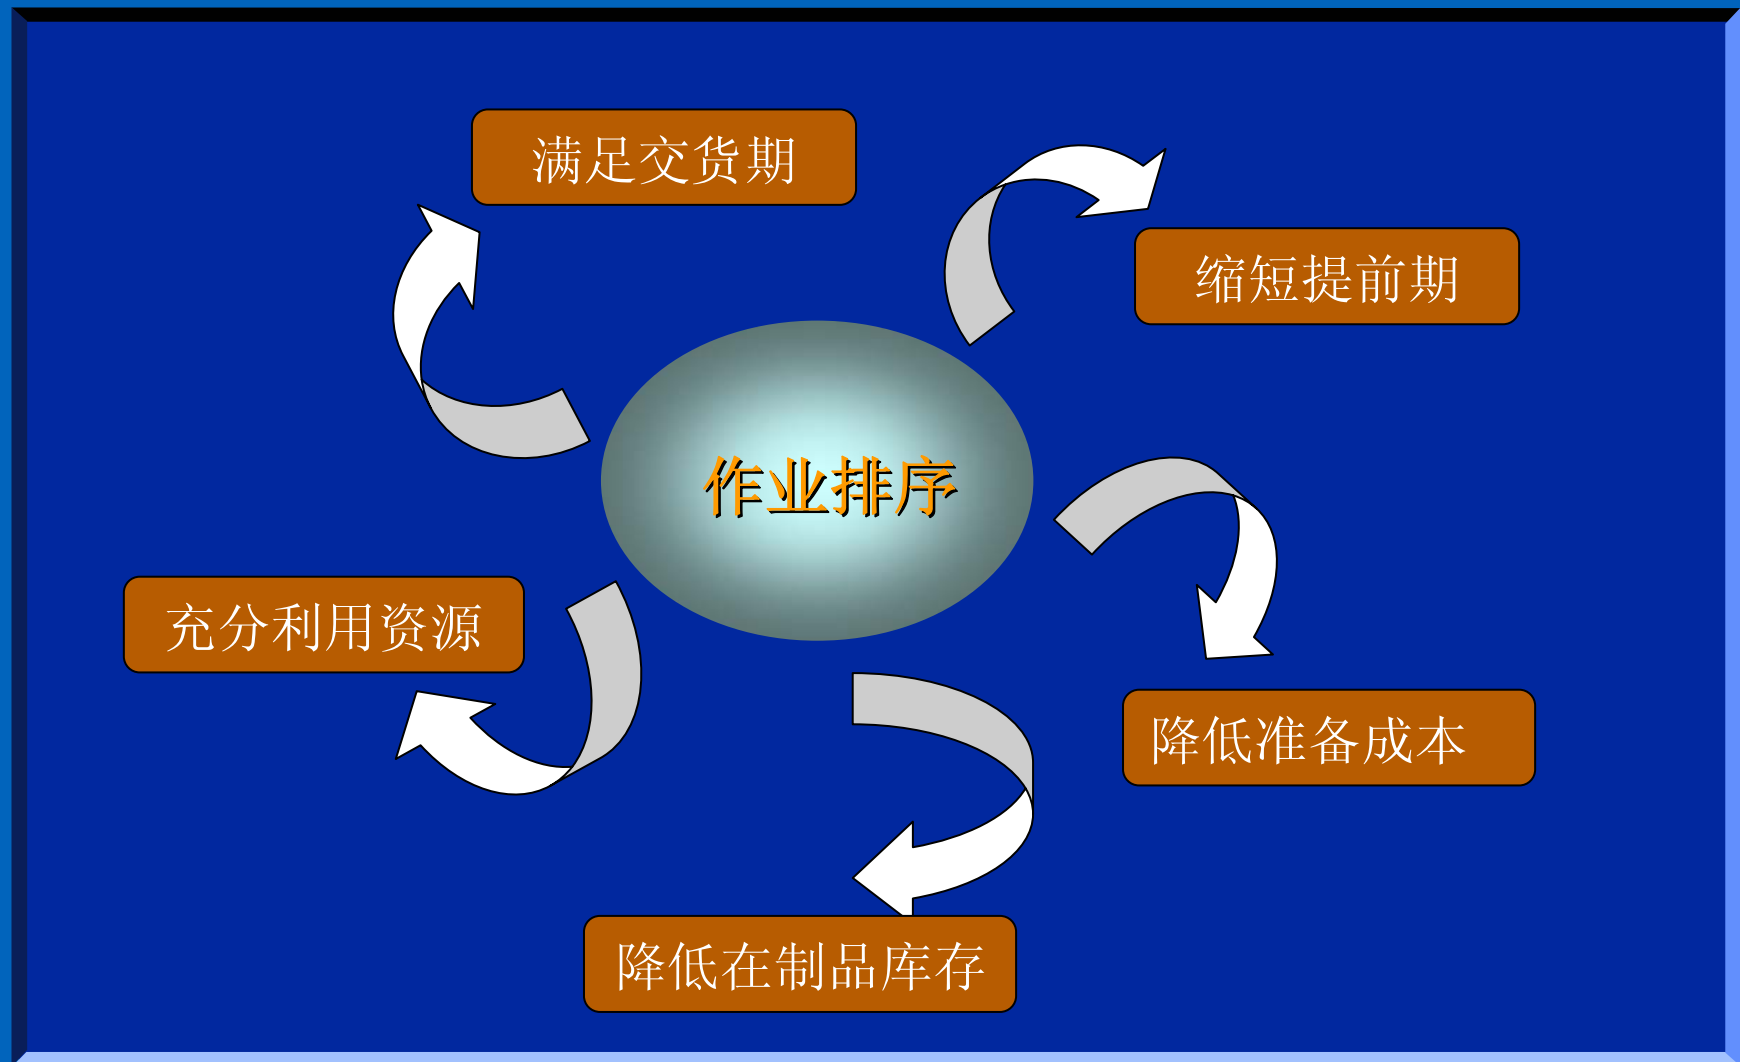 满足交货期
缩短提前期
作业排序
充分利用资源
降低准备成本
降低在制品库存